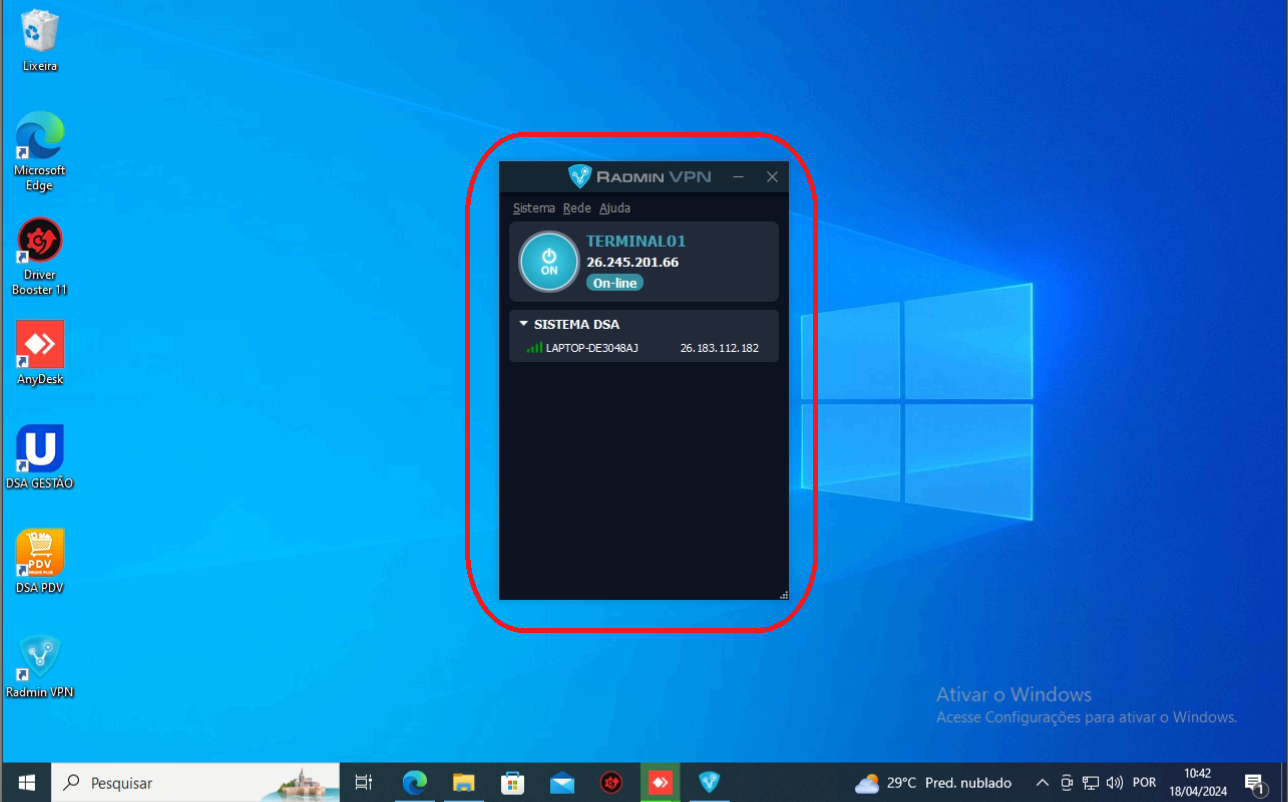 Lixeira
Microsoft
Edge
Driver
Booster 11
AnyDesk
DSA GESTÃO
PDV
DSA PDV
Radmin VPN
RADMIN VPN
Sistema Rede Ajuda
ON
TERMINAL01
26.245.201.66
On-line
SISTEMA DSA
LAPTOP-DE3048AJ 26.183.112.182
Ativar o Windows
Acesse Configurações para ativar o Windows.
Pesquisar
29°C Pred. nublado
POR
10:42
18/04/2024
1